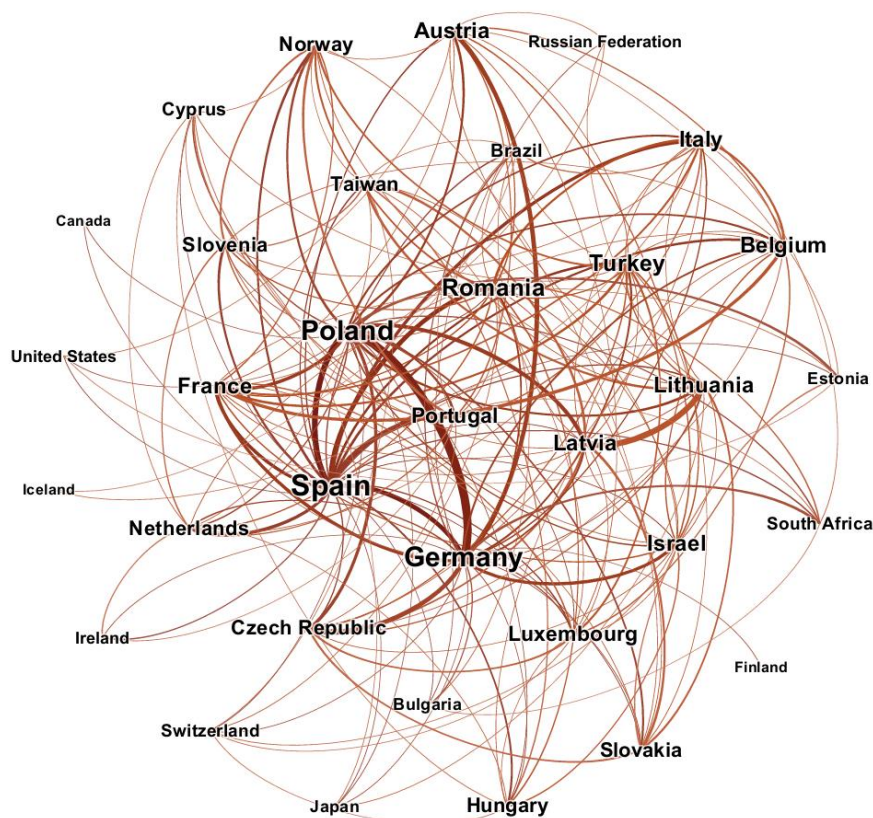 Austria
Russian Federation
Norway
Cyprus
Italy
Brazil
Taiwan
Canada
Slovenia
Belgium
Turkey
Romania
Poland
United States
Estonia
France
Lithuania
Portugal
Latvia
Spain
Iceland
South Africa
Netherlands
Israel
Germany
Czech Republic
Luxembourg
Ireland
Finland
Bulgaria
Switzerland
Slovakia
Japan
Hungary